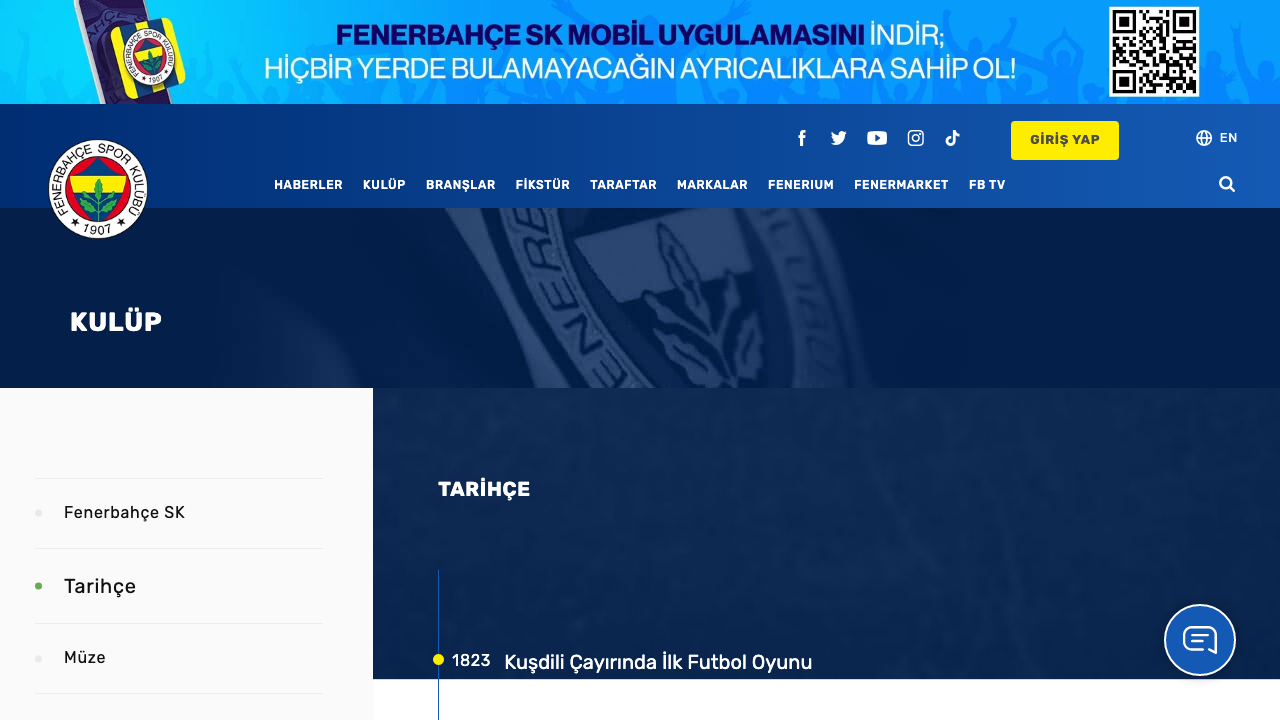 FENERBAHÇE SK MOBİL UYGULAMASINI İNDİR;
HİÇBİR YERDE BULAMAYACAĞIN AYRICALIKLARA SAHİP OL!
GİRİŞ YAP
EN
FENERBAHÇE SPOR KULÜBÜ
1907
HABERLER KULÜP BRANŞLAR FİKSTÜR TARAFTAR MARKALAR FENERIUM FENERMARKET FB TV
KULÜP
Fenerbahçe SK
Tarihçe
Müze
TARİHÇE
1823 Kuşdili Çayırında İlk Futbol Oyunu